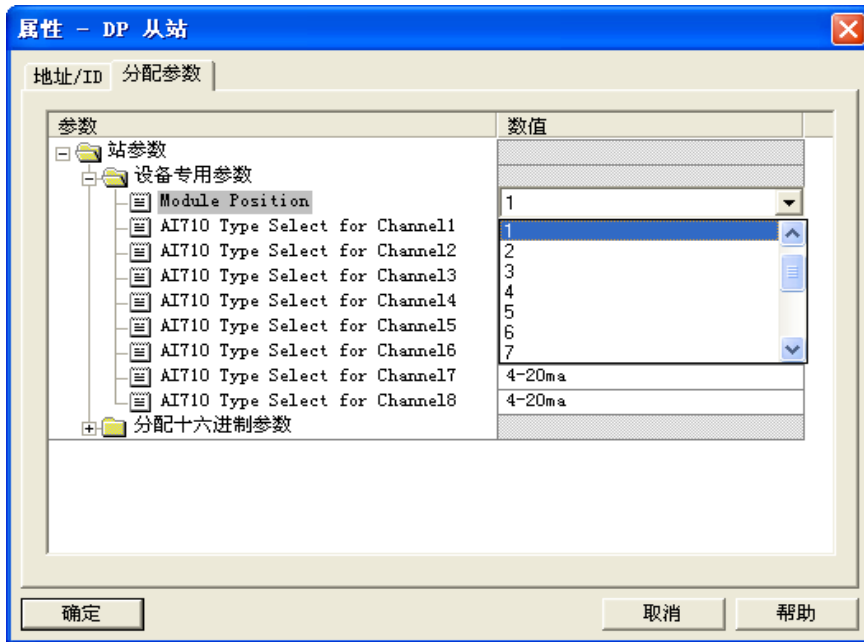 属性 - DP 从站
地址/ID 分配参数
参数 数值
站参数
设备专用参数
Module Position 1
AI710 Type Select for Channel1 1
AI710 Type Select for Channel2 2
AI710 Type Select for Channel3 3
AI710 Type Select for Channel4 4
AI710 Type Select for Channel5 5
AI710 Type Select for Channel6 6
7
AI710 Type Select for Channel7 4-20ma
AI710 Type Select for Channel8 4-20ma
分配十六进制参数
确定 取消 帮助